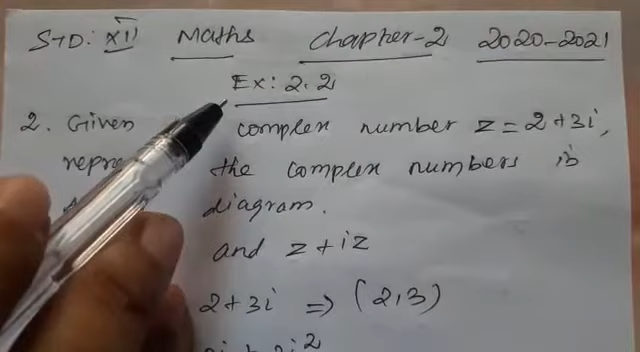 STD: XII Maths Chapter-2 2020-2021
Ex: 2.2
2. Given complex number z = 2+3i,
the complex numbers in
diagram.
and z + iz
2+3i ⇒ (2,3)